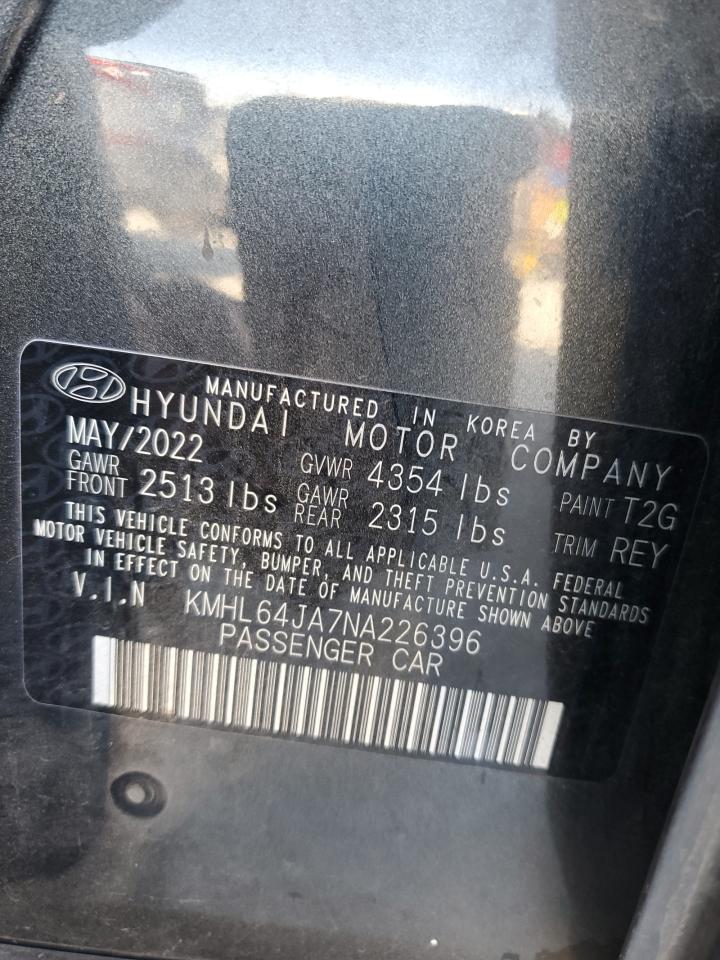 MANUFACTURED IN KOREA BY
HYUNDAI MOTOR COMPANY
MAY/2022 GVWR 4354 lbs PAINT T2G
GAWR FRONT 2513 lbs GAWR REAR 2315 lbs TRIM REY
THIS VEHICLE CONFORMS TO ALL APPLICABLE U.S.A. FEDERAL
MOTOR VEHICLE SAFETY, BUMPER, AND THEFT PREVENTION STANDARDS
IN EFFECT ON THE DATE OF MANUFACTURE SHOWN ABOVE
V.I.N KMHL64JA7NA226396
PASSENGER CAR